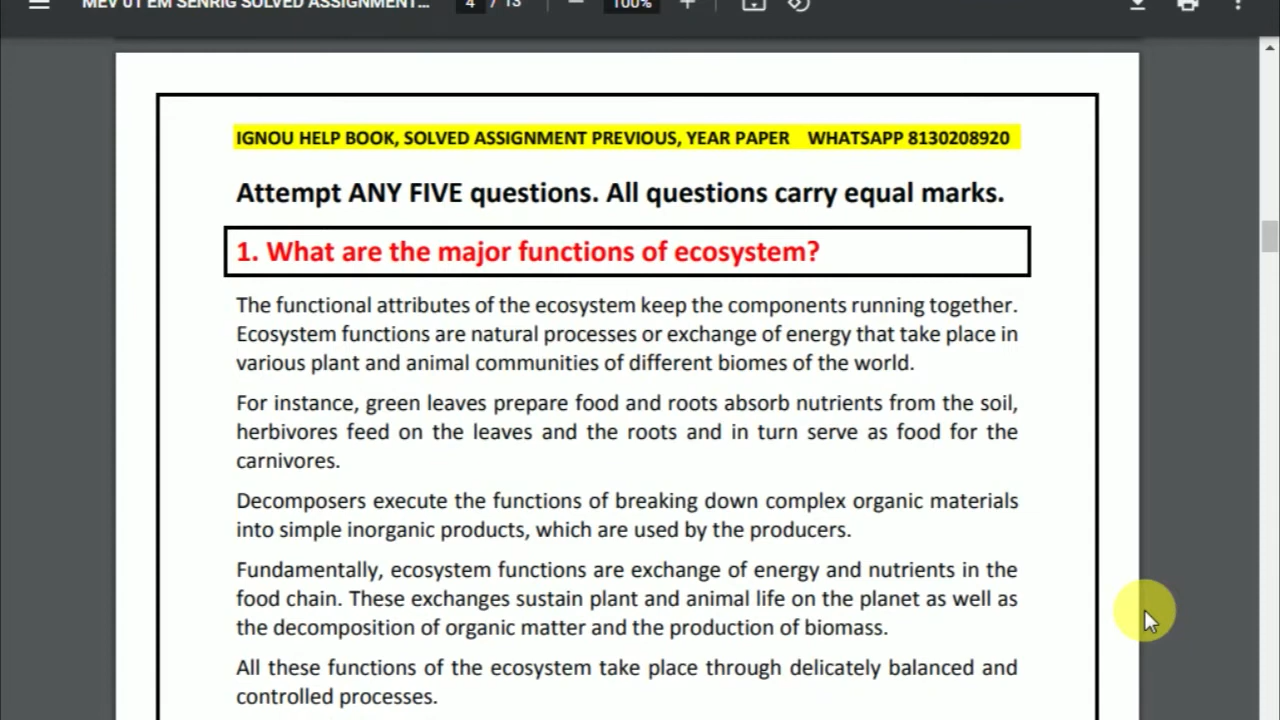 MEV 01 EM SENRIG SOLVED ASSIGNMENT... 4 / 13 100%
IGNOU HELP BOOK, SOLVED ASSIGNMENT PREVIOUS, YEAR PAPER WHATSAPP 8130208920
Attempt ANY FIVE questions. All questions carry equal marks.
1. What are the major functions of ecosystem?
The functional attributes of the ecosystem keep the components running together.
Ecosystem functions are natural processes or exchange of energy that take place in
various plant and animal communities of different biomes of the world.
For instance, green leaves prepare food and roots absorb nutrients from the soil,
herbivores feed on the leaves and the roots and in turn serve as food for the
carnivores.
Decomposers execute the functions of breaking down complex organic materials
into simple inorganic products, which are used by the producers.
Fundamentally, ecosystem functions are exchange of energy and nutrients in the
food chain. These exchanges sustain plant and animal life on the planet as well as
the decomposition of organic matter and the production of biomass.
All these functions of the ecosystem take place through delicately balanced and
controlled processes.